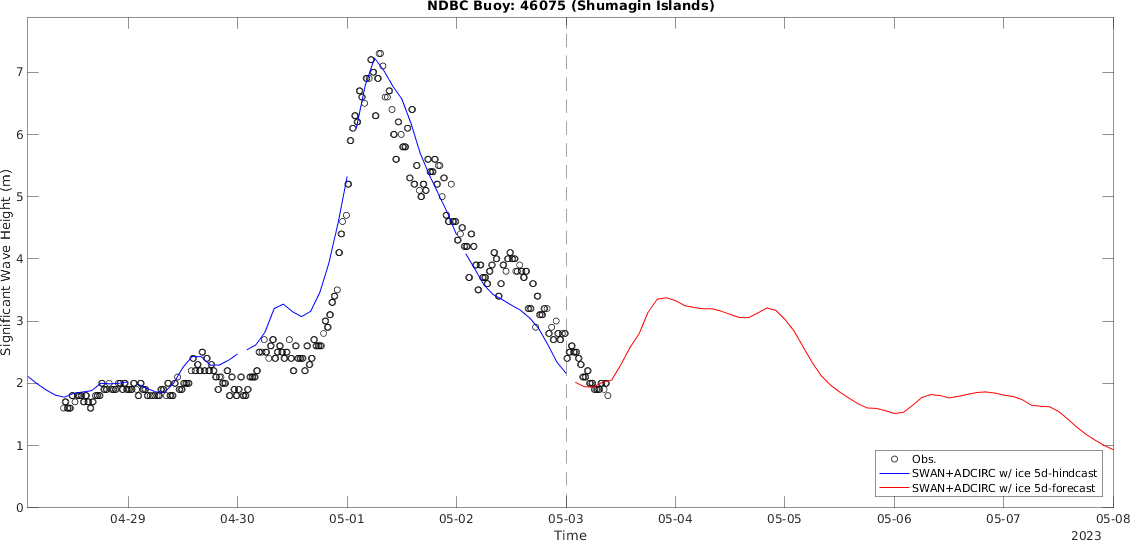 NDBC Buoy: 46075 (Shumagin Islands)
Significant Wave Height (m)
7
6
5
4
3
2
1
0
Obs.
SWAN+ADCIRC w/ ice 5d-hindcast
SWAN+ADCIRC w/ ice 5d-forecast
04-29 04-30 05-01 05-02 05-03 05-04 05-05 05-06 05-07 05-08
Time
2023